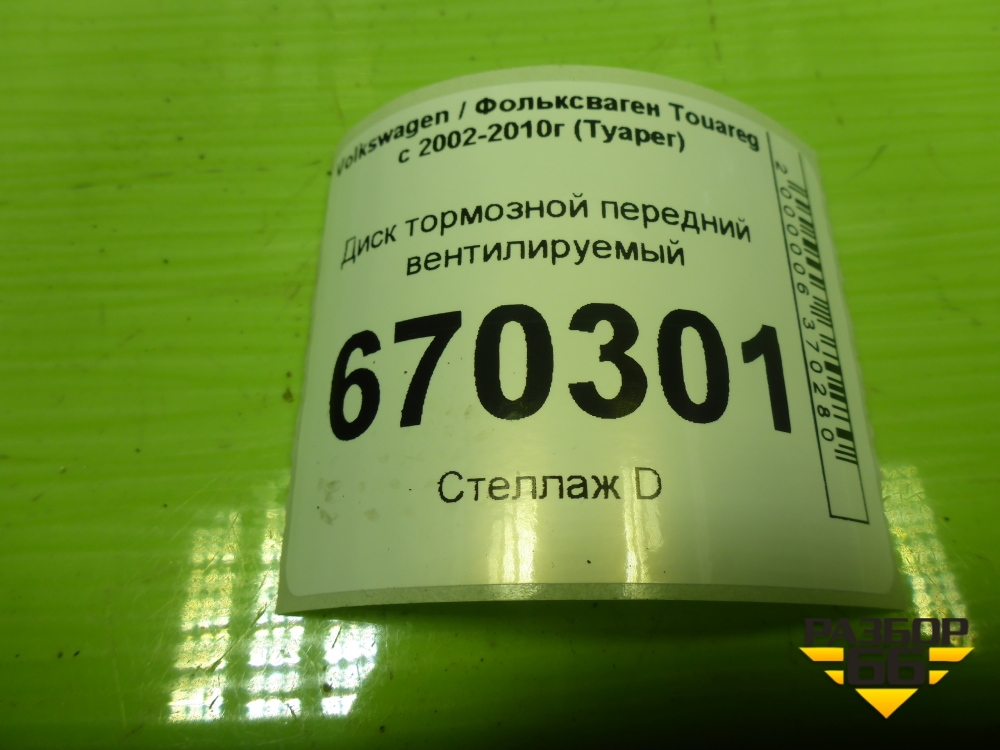 Volkswagen / Фольксваген Touareg
с 2002-2010г (Туарег)
Диск тормозной передний
вентилируемый
670301
Стеллаж D
2000006370280
РАЗБОР
66